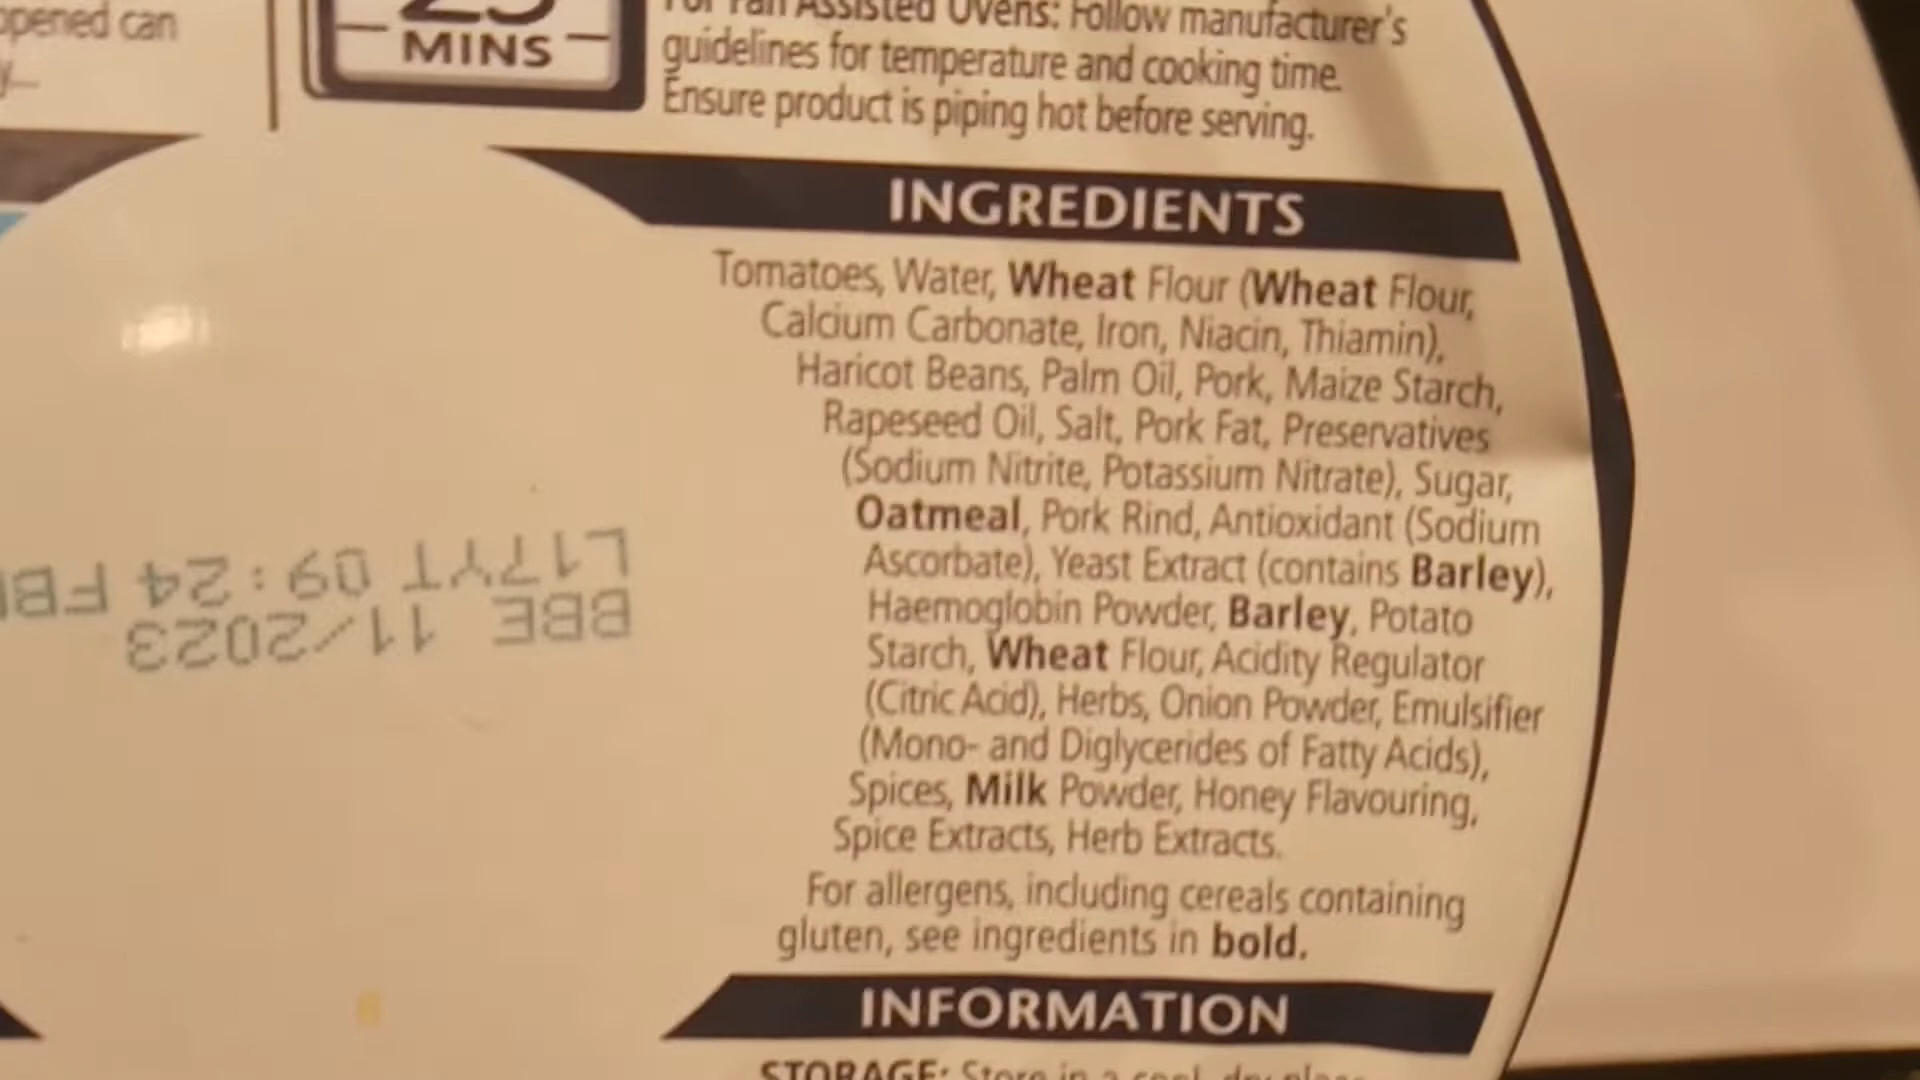 pened can
25
MINS
For Fan Assisted Ovens: Follow manufacturer's
guidelines for temperature and cooking time.
Ensure product is piping hot before serving.
INGREDIENTS
Tomatoes, Water, Wheat Flour (Wheat Flour,
Calcium Carbonate, Iron, Niacin, Thiamin),
Haricot Beans, Palm Oil, Pork, Maize Starch,
Rapeseed Oil, Salt, Pork Fat, Preservatives
(Sodium Nitrite, Potassium Nitrate), Sugar,
Oatmeal, Pork Rind, Antioxidant (Sodium
Ascorbate), Yeast Extract (contains Barley),
Haemoglobin Powder, Barley, Potato
Starch, Wheat Flour, Acidity Regulator
(Citric Acid), Herbs, Onion Powder, Emulsifier
(Mono- and Diglycerides of Fatty Acids),
Spices, Milk Powder, Honey Flavouring,
Spice Extracts, Herb Extracts.
For allergens, including cereals containing
gluten, see ingredients in bold.
BBE 11/2023
L17YT 09:24 FB
INFORMATION
STORAGE: Store in a cool, dry place